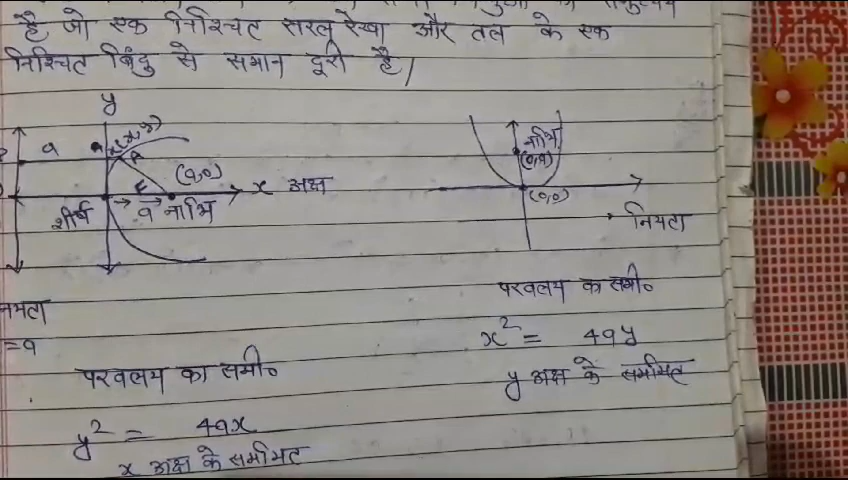 है जो एक निश्चित सरल रेखा और तल के एक
निश्चित बिंदु से समान दूरी है।
y
a
(x,y)
(a,0)
x अक्ष
शीर्ष
F
a नाभि
नाभि
(0,a)
(0,0)
नियता
=a
परवलय का समी०
y² = 4ax
x अक्ष के सममित
परवलय का समी०
x² = 4ay
y अक्ष के सममित